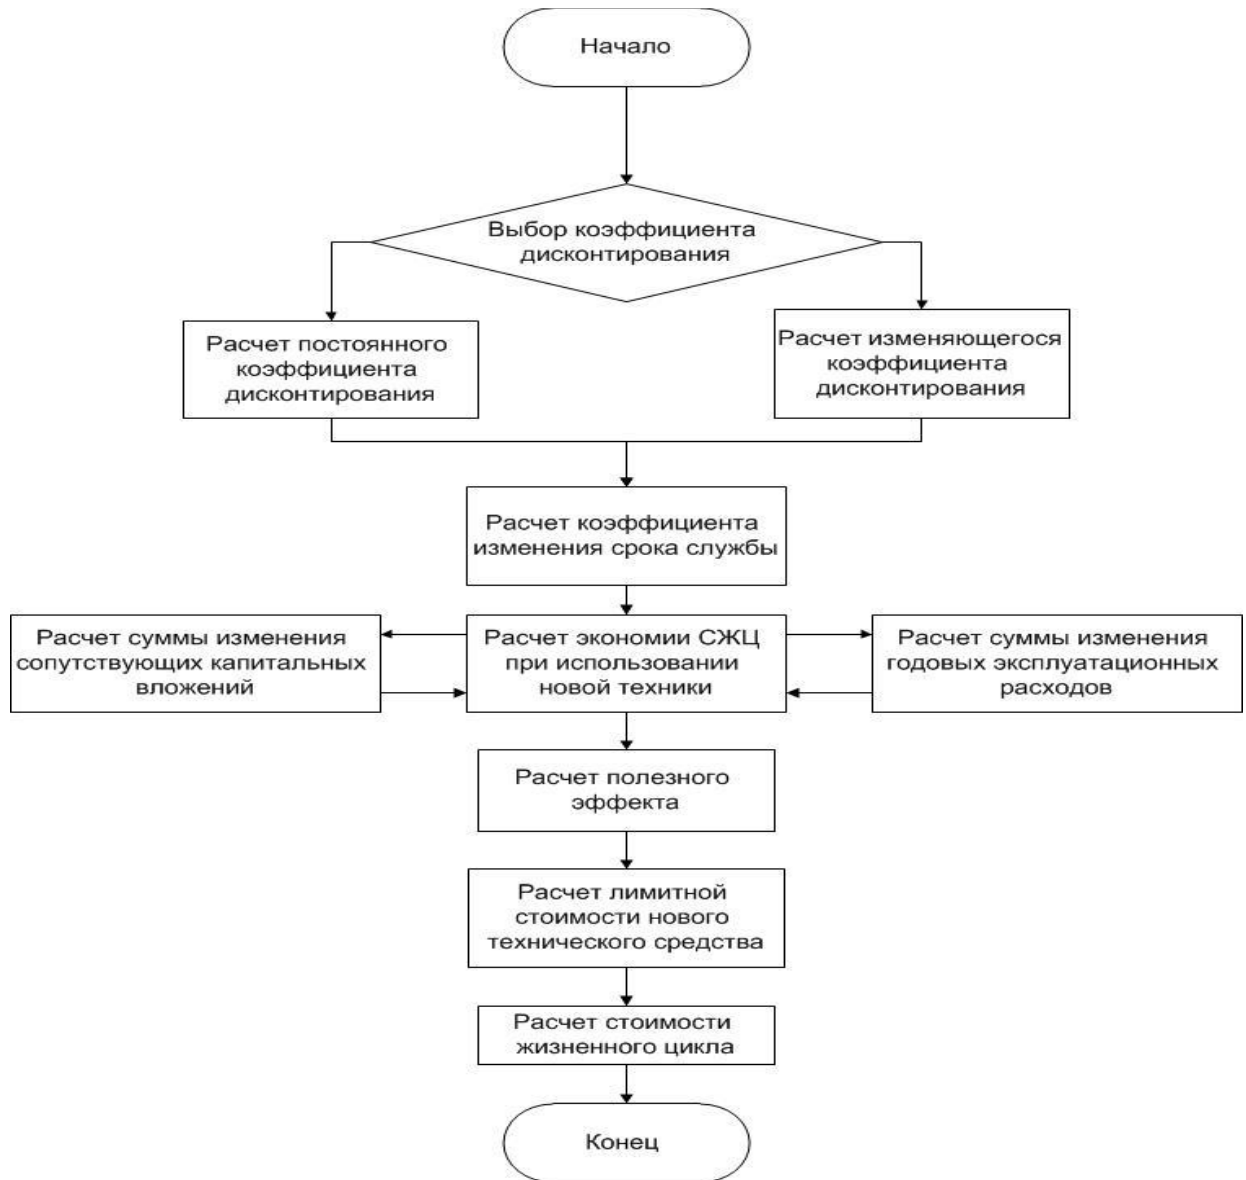 Начало
Выбор коэффициента
дисконтирования
Расчет постоянного
коэффициента
дисконтирования
Расчет изменяющегося
коэффициента
дисконтирования
Расчет коэффициента
изменения срока службы
Расчет суммы изменения
сопутствующих капитальных
вложений
Расчет экономии СЖЦ
при использовании
новой техники
Расчет суммы изменения
годовых эксплуатационных
расходов
Расчет полезного
эффекта
Расчет лимитной
стоимости нового
технического средства
Расчет стоимости
жизненного цикла
Конец